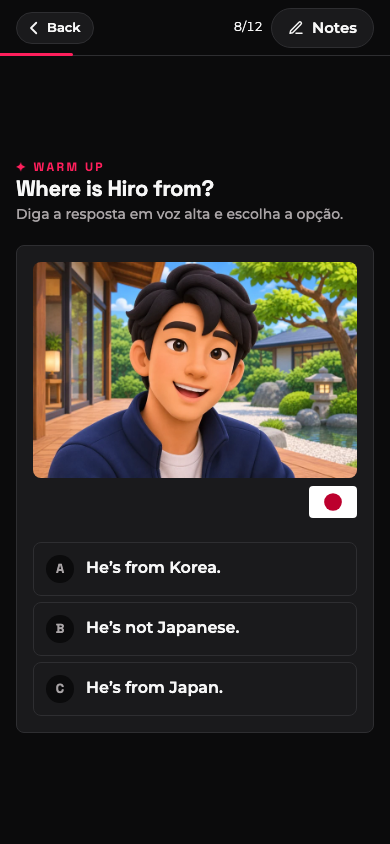 Back
8/12
Notes
WARM UP
Where is Hiro from?
Diga a resposta em voz alta e escolha a opção.
A He's from Korea.
B He's not Japanese.
C He's from Japan.